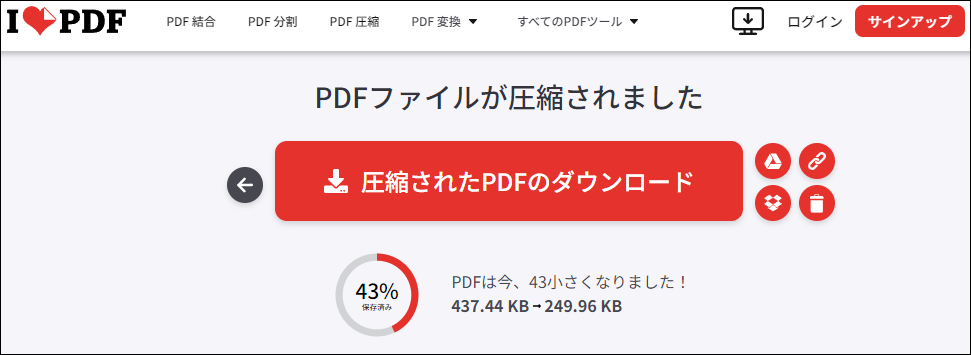 I PDF
PDF 結合 PDF 分割 PDF 圧縮 PDF 変換 すべてのPDFツール ログイン サインアップ
PDFファイルが圧縮されました
圧縮されたPDFのダウンロード
43%
保存済み
PDFは今、43小さくなりました！
437.44 KB ➞ 249.96 KB